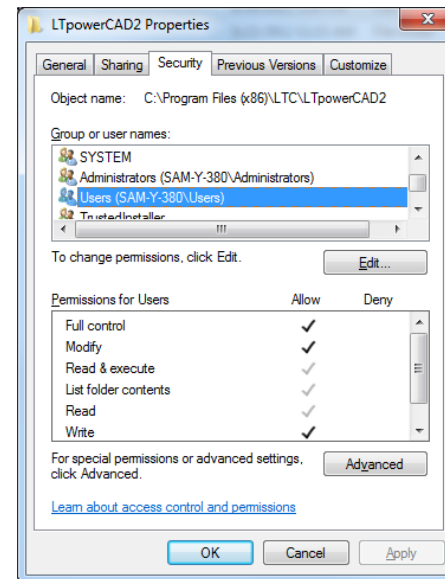 LTpowerCAD2 Properties
General Sharing Security Previous Versions Customize
Object name: C:\Program Files (x86)\LTC\LTpowerCAD2
Group or user names:
SYSTEM
Administrators (SAM-Y-380\Administrators)
Users (SAM-Y-380\Users)
TrustedInstaller
To change permissions, click Edit.
Edit...
Permissions for Users Allow Deny
Full control
Modify
Read & execute
List folder contents
Read
Write
For special permissions or advanced settings,
click Advanced.
Advanced
Learn about access control and permissions
OK Cancel Apply